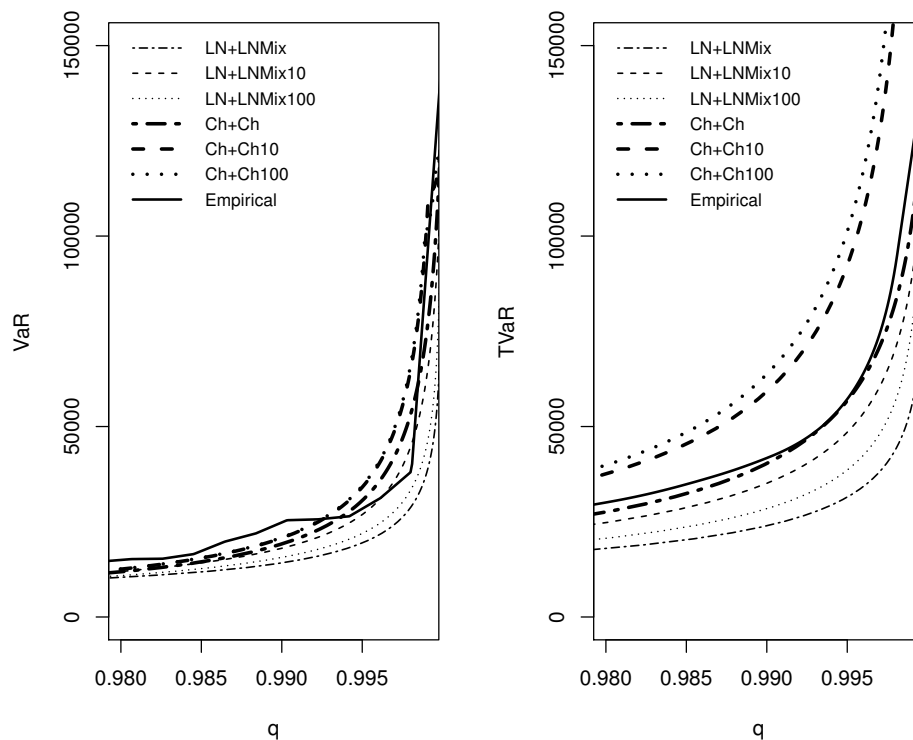 LN+LNMix
LN+LNMix10
LN+LNMix100
Ch+Ch
Ch+Ch10
Ch+Ch100
Empirical
VaR
0
50000
100000
150000
0.980 0.985 0.990 0.995
q
LN+LNMix
LN+LNMix10
LN+LNMix100
Ch+Ch
Ch+Ch10
Ch+Ch100
Empirical
TVaR
0
50000
100000
150000
0.980 0.985 0.990 0.995
q